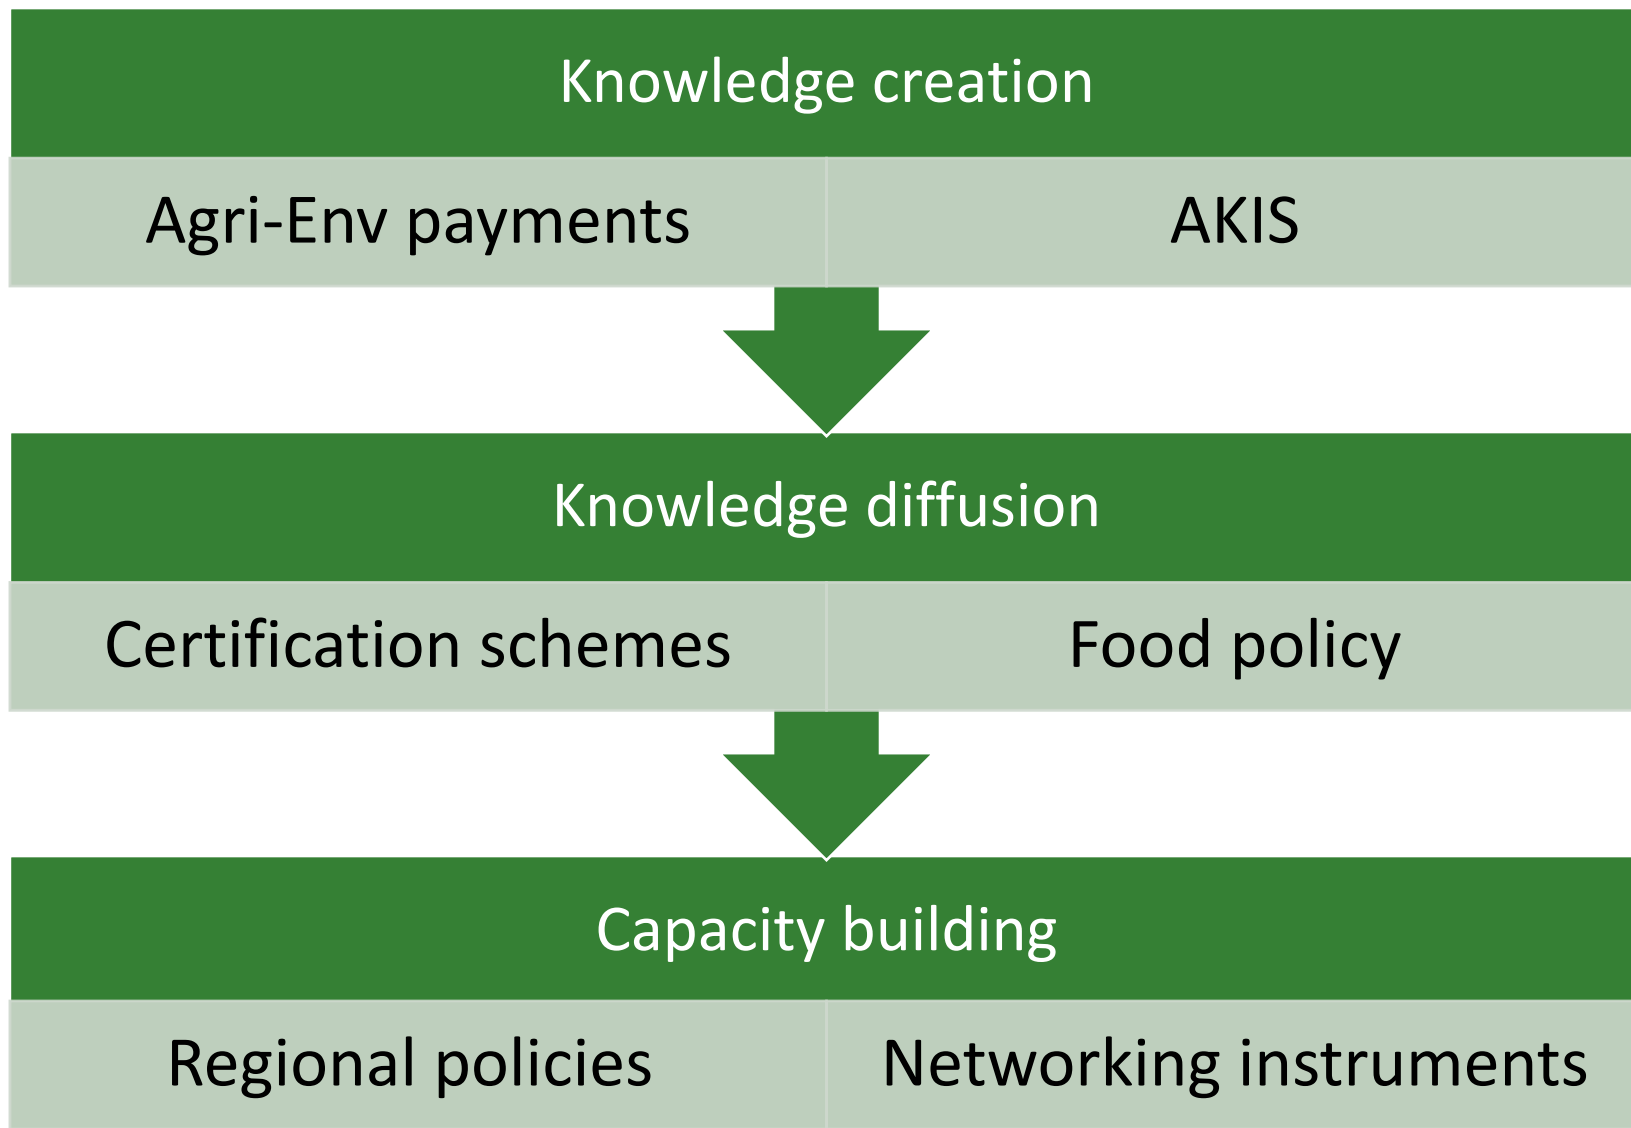 Knowledge creation
Agri-Env payments
AKIS
Knowledge diffusion
Certification schemes
Food policy
Capacity building
Regional policies
Networking instruments